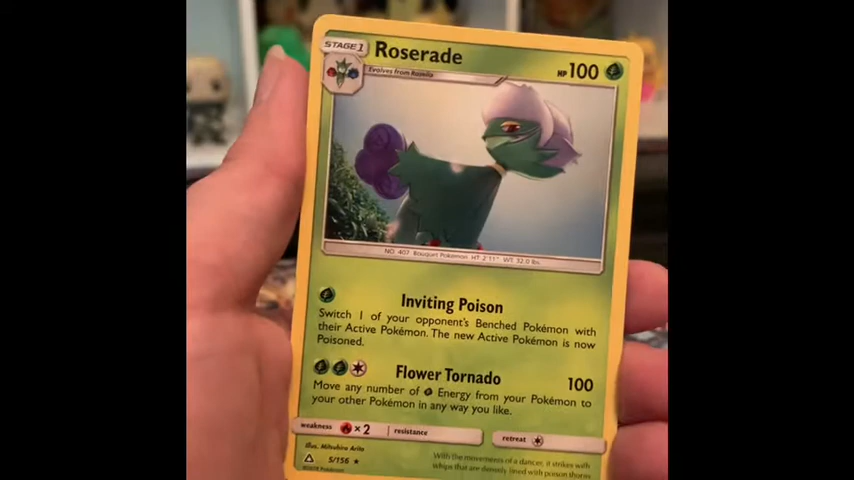 STAGE 1
Roserade
HP 100
Evolves from Roselia
NO. 407 Bouquet Pokémon HT: 2'11" WT: 32.0 lbs.
Inviting Poison
Switch 1 of your opponent's Benched Pokémon with
their Active Pokémon. The new Active Pokémon is now
Poisoned.
Flower Tornado 100
Move any number of Energy from your Pokémon to
your other Pokémon in any way you like.
weakness ×2 resistance retreat
Illus. Mitsuhiro Arita
5/156
©2018 Pokémon
With the movements of a dancer, it strikes with
whips that are densely lined with poison thorns.